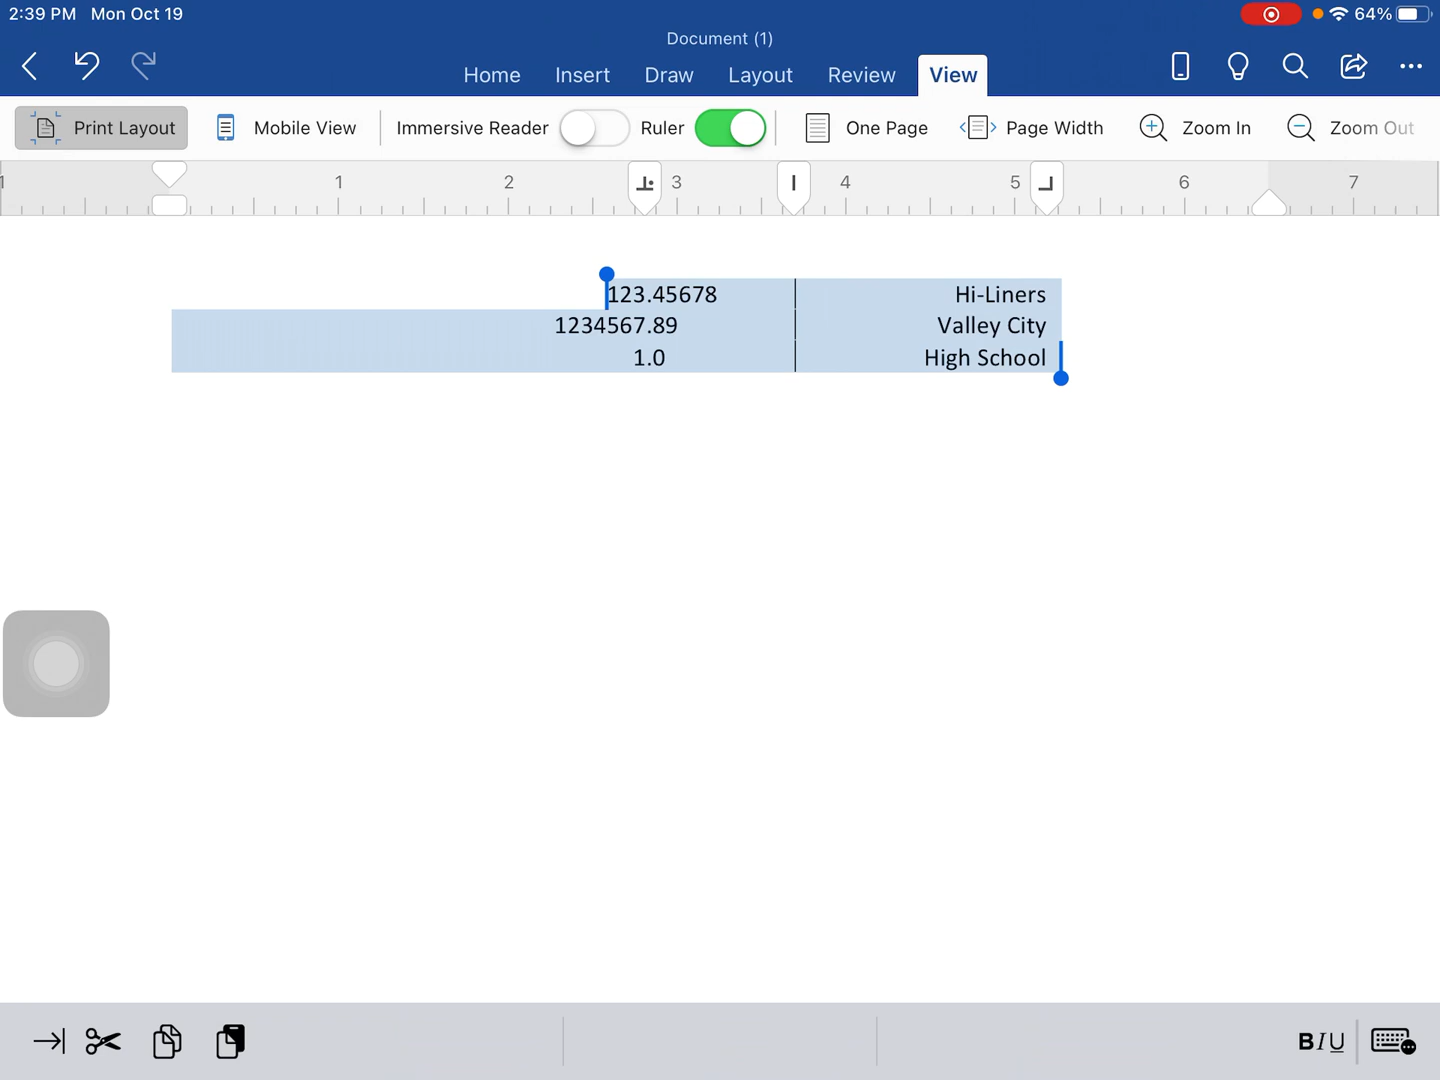 2:39 PM Mon Oct 19
64%
Document (1)
Home Insert Draw Layout Review View
Print Layout Mobile View Immersive Reader Ruler One Page Page Width Zoom In Zoom Out
1 1 2 3 4 5 6 7
123.45678 Hi-Liners
1234567.89 Valley City
1.0 High School
B I U